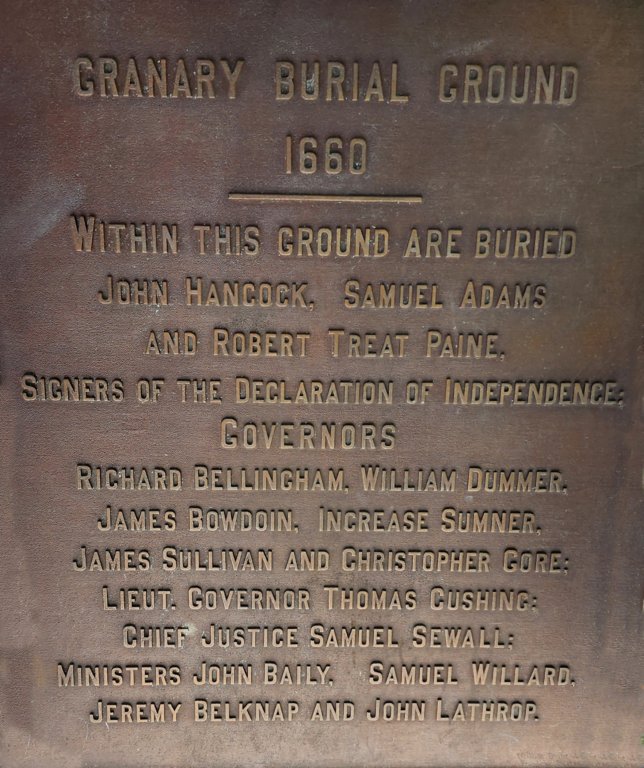 GRANARY BURIAL GROUND
1660
WITHIN THIS GROUND ARE BURIED
JOHN HANCOCK, SAMUEL ADAMS
AND ROBERT TREAT PAINE,
SIGNERS OF THE DECLARATION OF INDEPENDENCE;
GOVERNORS
RICHARD BELLINGHAM, WILLIAM DUMMER,
JAMES BOWDOIN, INCREASE SUMNER,
JAMES SULLIVAN AND CHRISTOPHER GORE;
LIEUT. GOVERNOR THOMAS CUSHING;
CHIEF JUSTICE SAMUEL SEWALL;
MINISTERS JOHN BAILY, SAMUEL WILLARD,
JEREMY BELKNAP AND JOHN LATHROP.